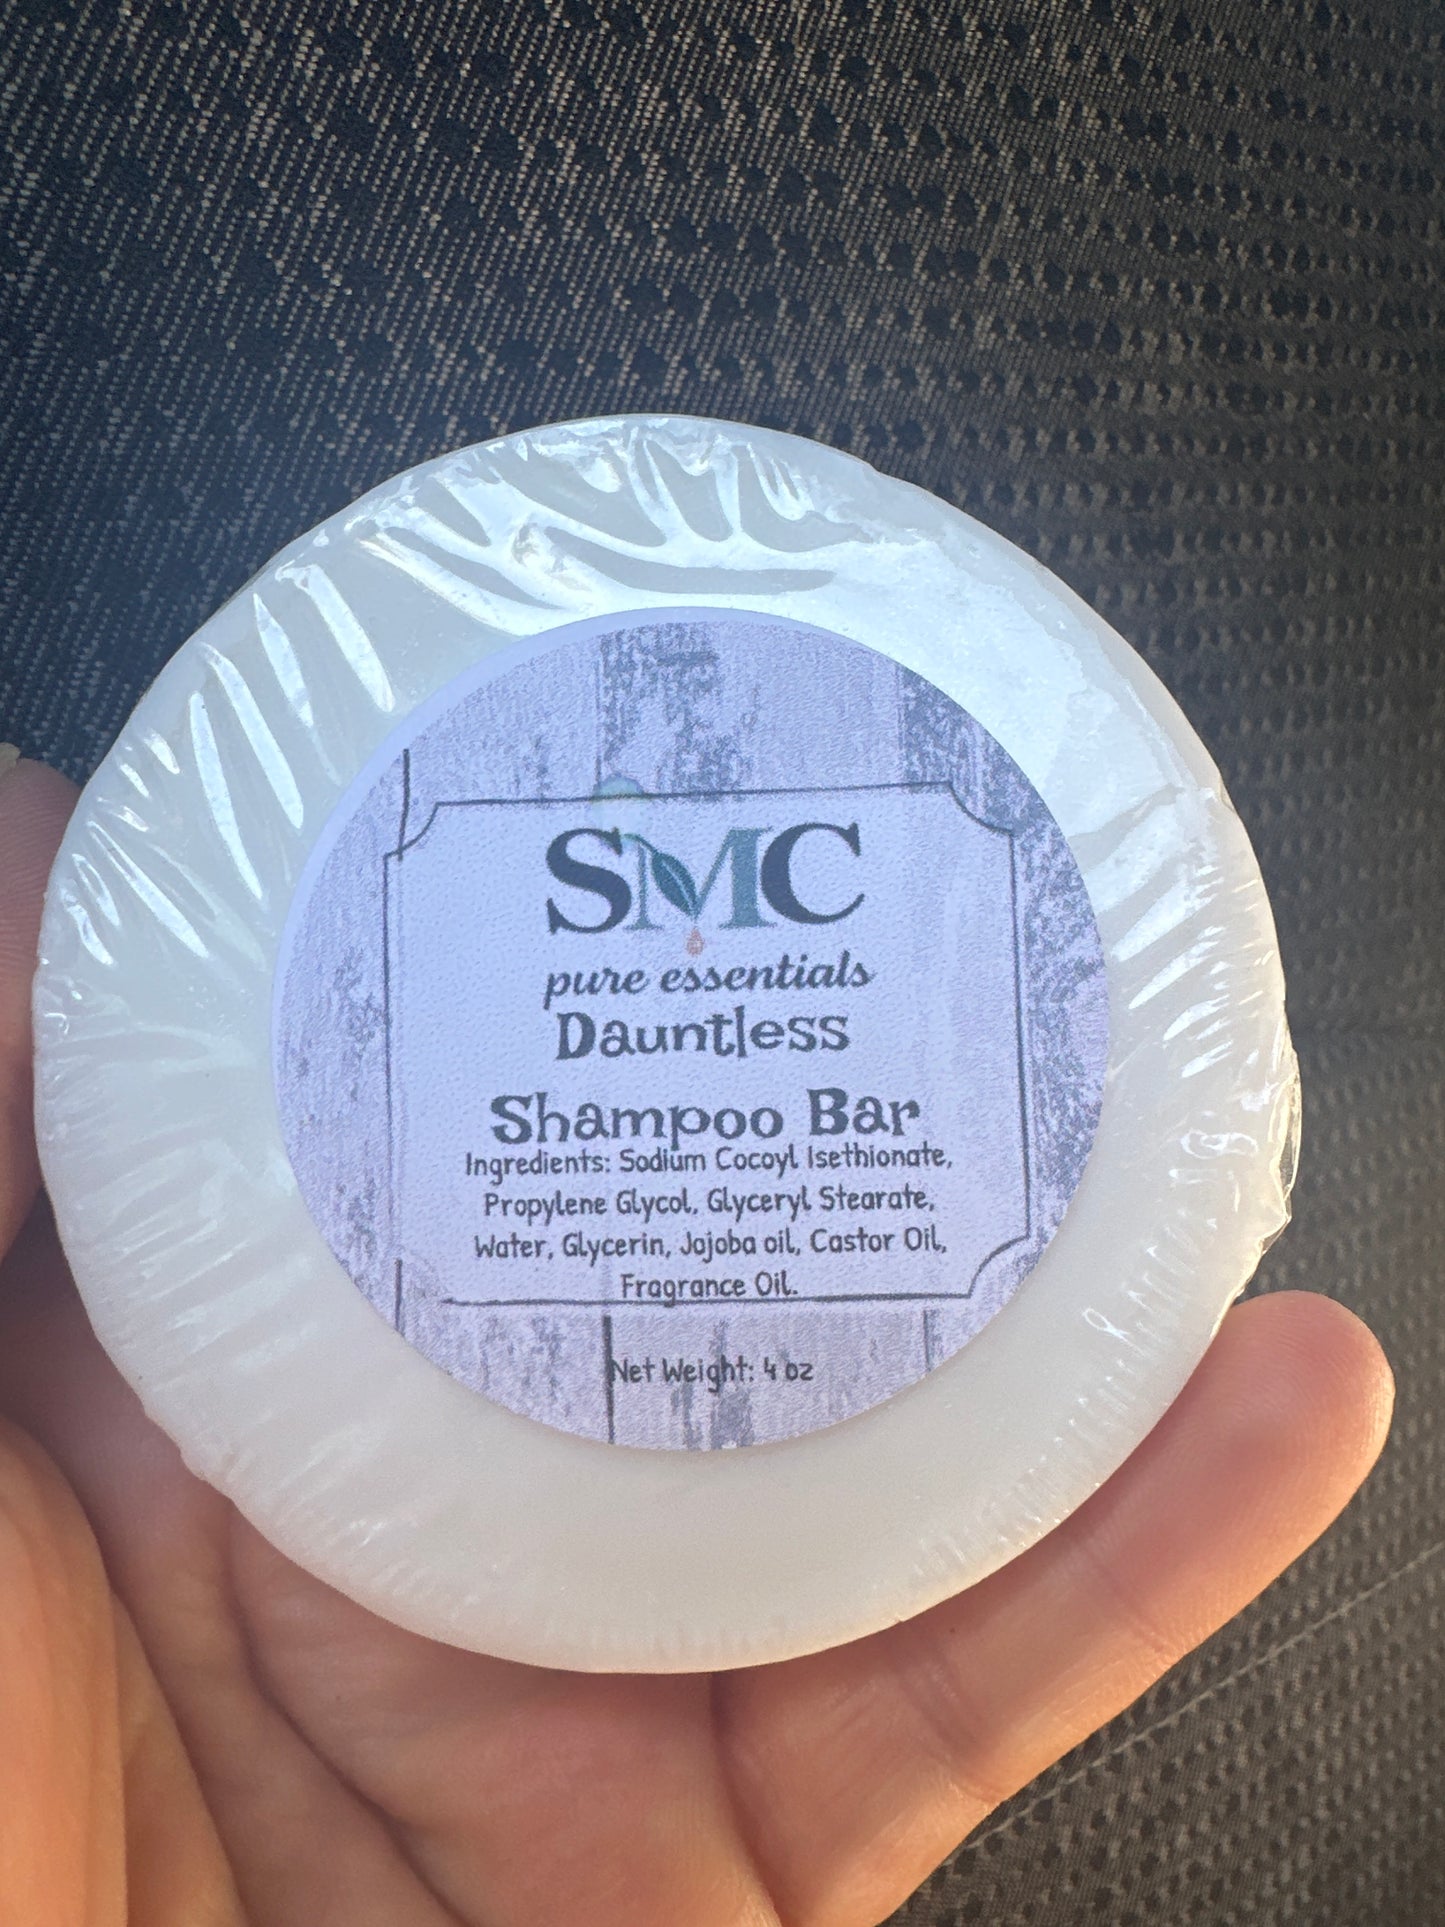 SMC
pure essentials
Dauntless
Shampoo Bar
Ingredients: Sodium Cocoyl Isethionate,
Propylene Glycol, Glyceryl Stearate,
Water, Glycerin, Jojoba oil, Castor Oil,
Fragrance Oil.
Net Weight: 4 oz